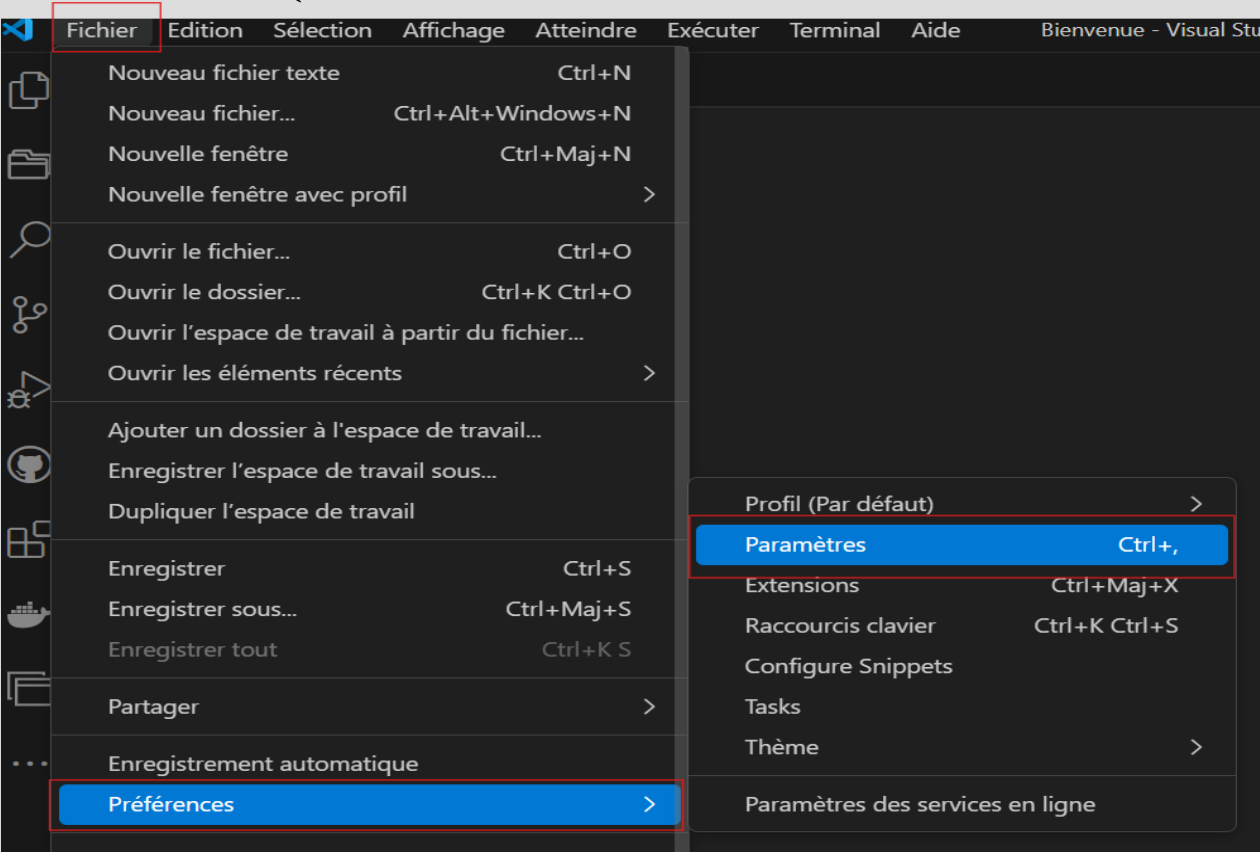 Fichier Edition Sélection Affichage Atteindre Exécuter Terminal Aide Bienvenue - Visual Stu
Nouveau fichier texte Ctrl+N
Nouveau fichier... Ctrl+Alt+Windows+N
Nouvelle fenêtre Ctrl+Maj+N
Nouvelle fenêtre avec profil
Ouvrir le fichier... Ctrl+O
Ouvrir le dossier... Ctrl+K Ctrl+O
Ouvrir l’espace de travail à partir du fichier...
Ouvrir les éléments récents
Ajouter un dossier à l'espace de travail...
Enregistrer l’espace de travail sous...
Dupliquer l’espace de travail
Enregistrer Ctrl+S
Enregistrer sous... Ctrl+Maj+S
Enregistrer tout Ctrl+K S
Partager
Enregistrement automatique
Préférences
Profil (Par défaut)
Paramètres Ctrl+,
Extensions Ctrl+Maj+X
Raccourcis clavier Ctrl+K Ctrl+S
Configure Snippets
Tasks
Thème
Paramètres des services en ligne